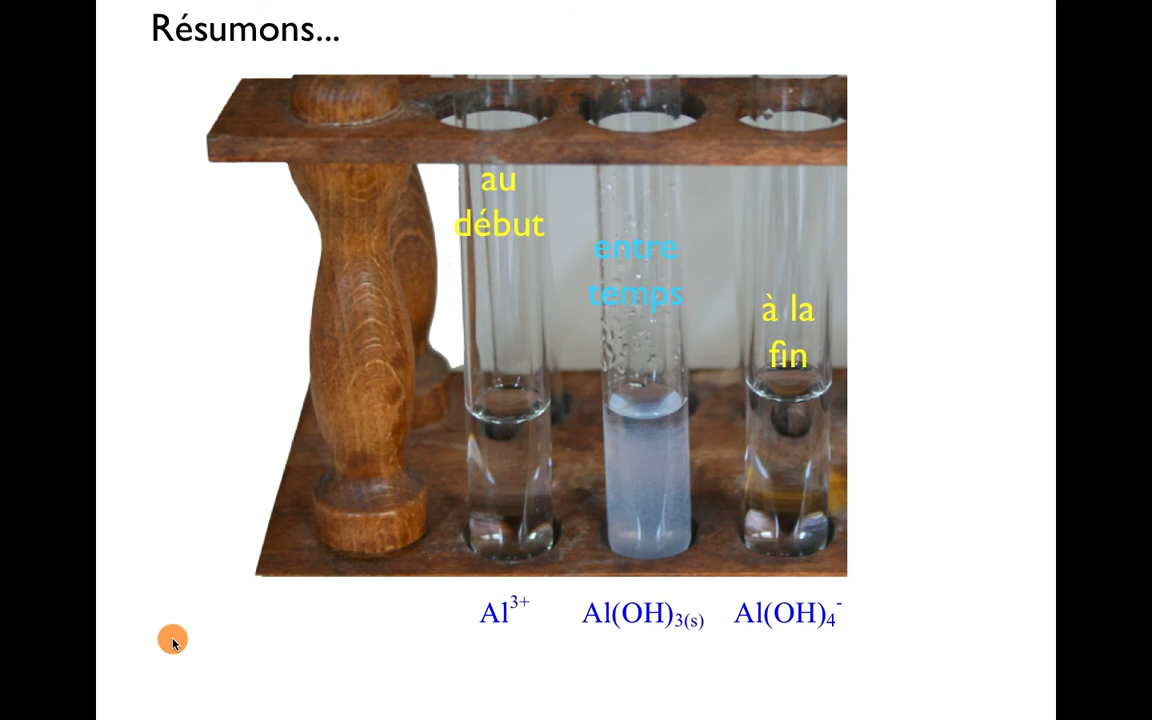 Résumons...
au
début
entre
temps
à la
fin
Al³⁺ Al(OH)₃₍ₛ₎ Al(OH)₄⁻